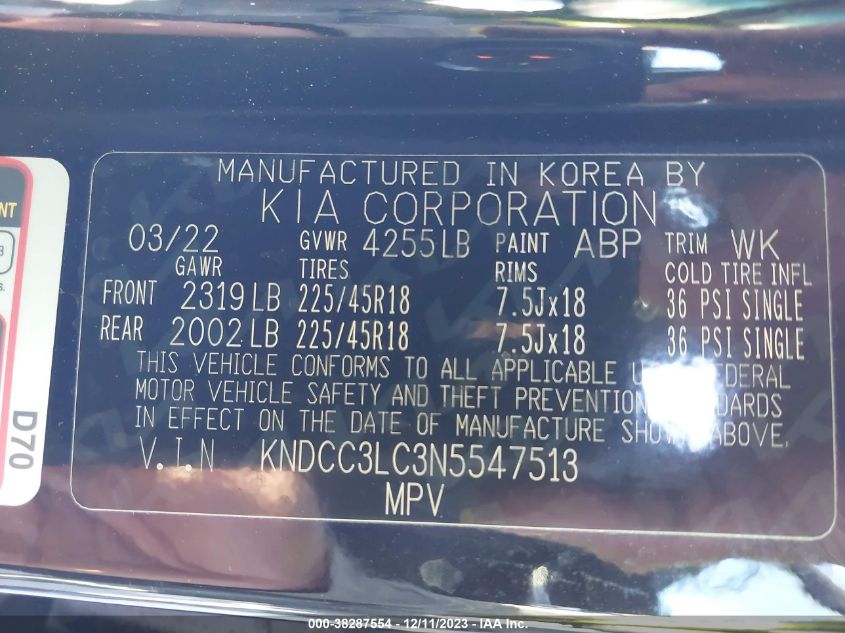 MANUFACTURED IN KOREA BY
KIA CORPORATION
03/22 GVWR 4255LB PAINT ABP TRIM WK
GAWR TIRES RIMS COLD TIRE INFL
FRONT 2319LB 225/45R18 7.5Jx18 36 PSI SINGLE
REAR 2002LB 225/45R18 7.5Jx18 36 PSI SINGLE
THIS VEHICLE CONFORMS TO ALL APPLICABLE
MOTOR VEHICLE SAFETY AND THEFT PREVENTION
IN EFFECT ON THE DATE OF MANUFACTURE ABOVE.
V.I.N KNDCC3LC3N5547513
MPV
D70
000-38287554 - 12/11/2023 - IAA Inc.